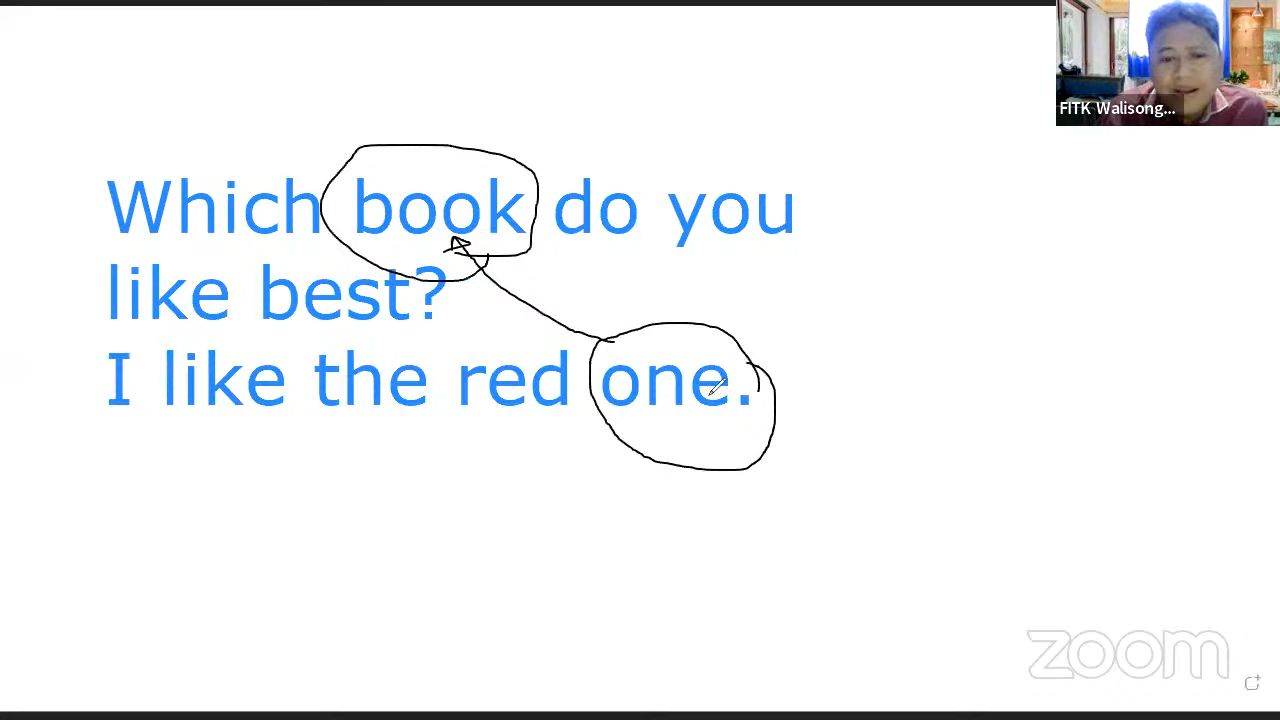 FITK Walisong...
Which book do you
like best?
I like the red one.
zoom